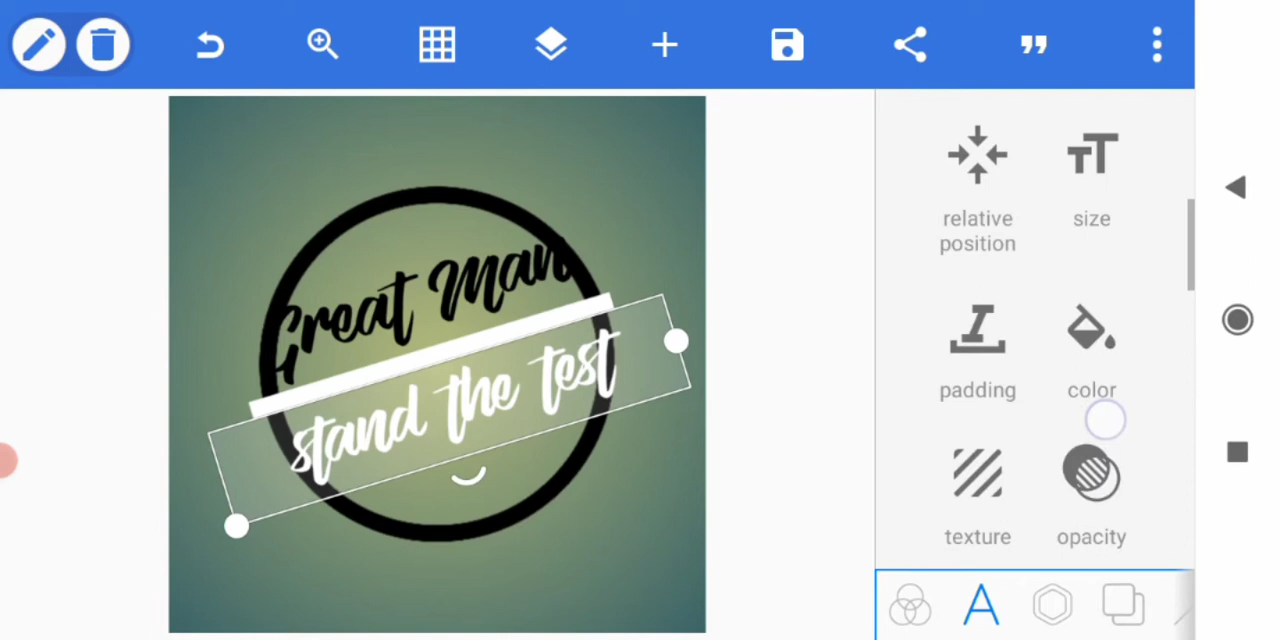 Great Man
stand the test
relative
position
size
padding
color
texture
opacity